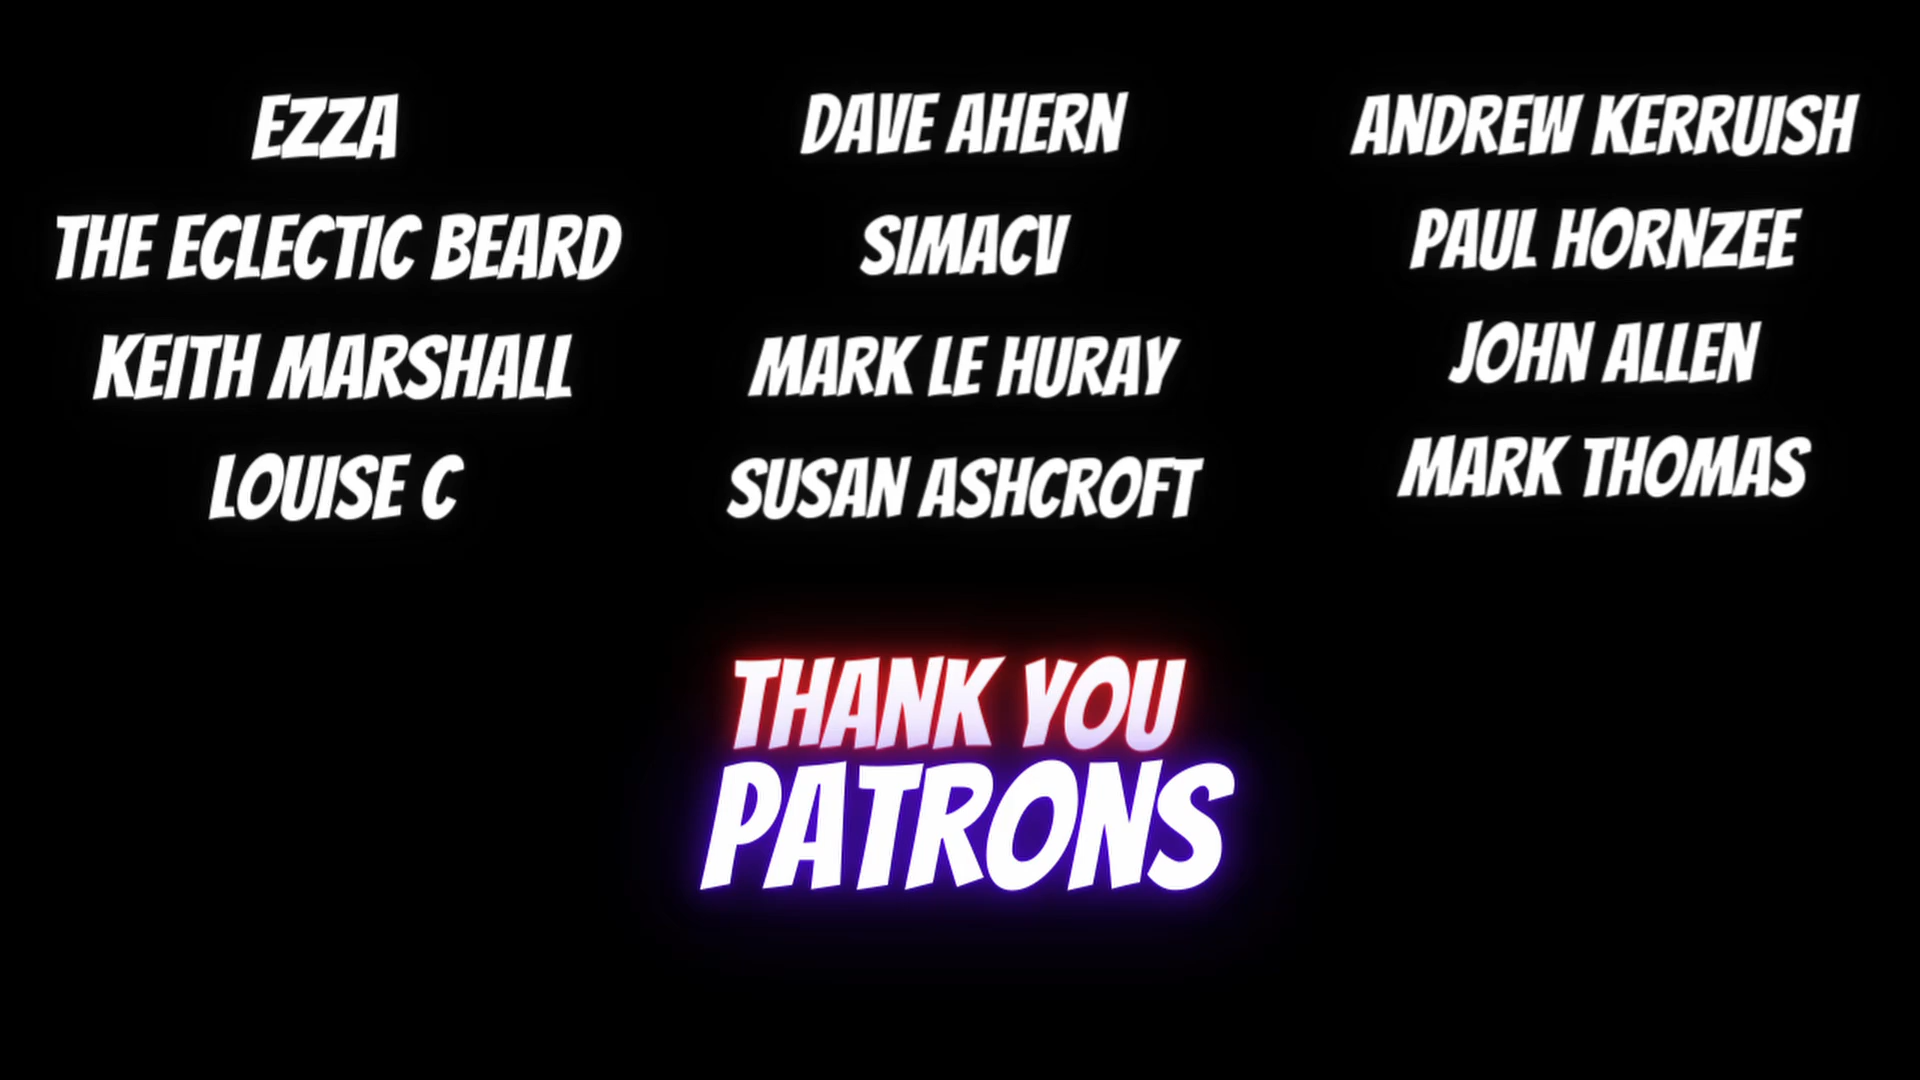 EZZA
THE ECLECTIC BEARD
KEITH MARSHALL
LOUISE C
DAVE AHERN
SIMACV
MARK LE HURAY
SUSAN ASHCROFT
ANDREW KERRUISH
PAUL HORNZEE
JOHN ALLEN
MARK THOMAS
THANK YOU
PATRONS